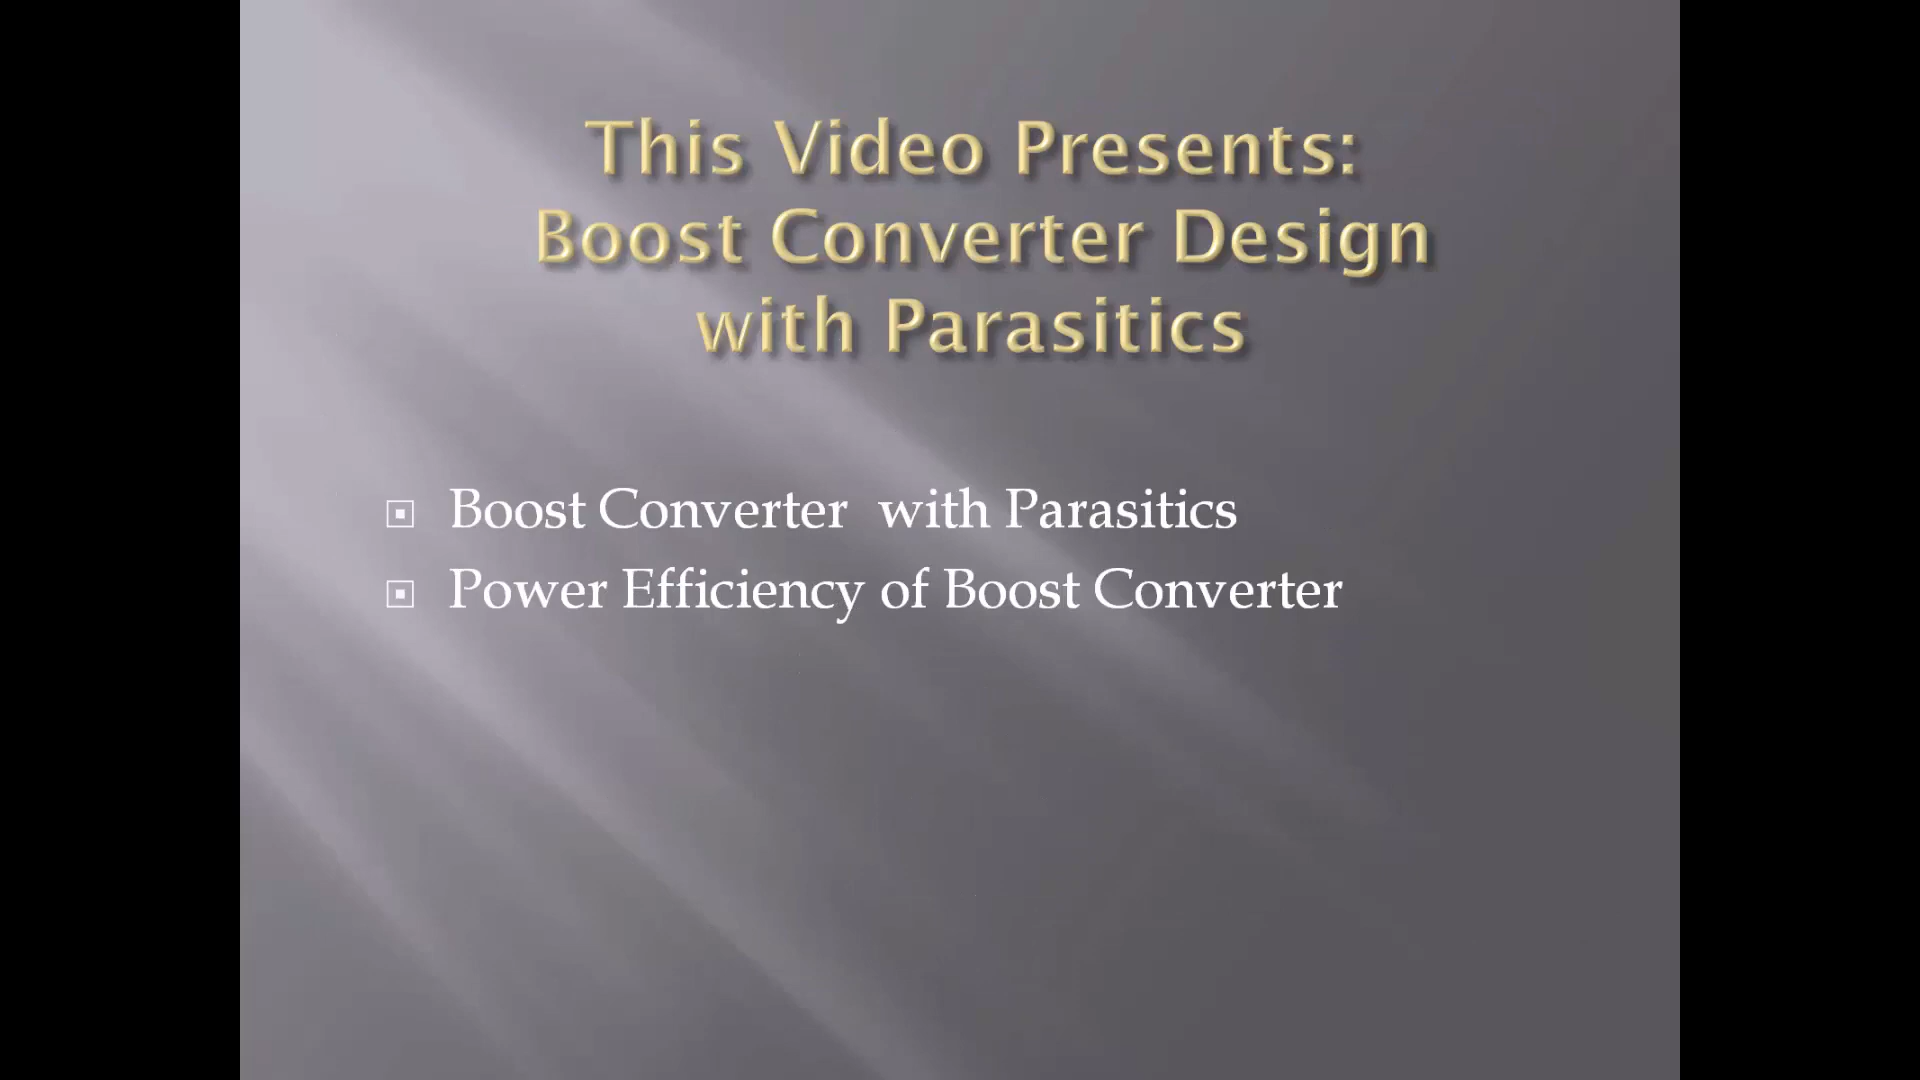 This Video Presents:
Boost Converter Design
with Parasitics
Boost Converter  with Parasitics
Power Efficiency of Boost Converter